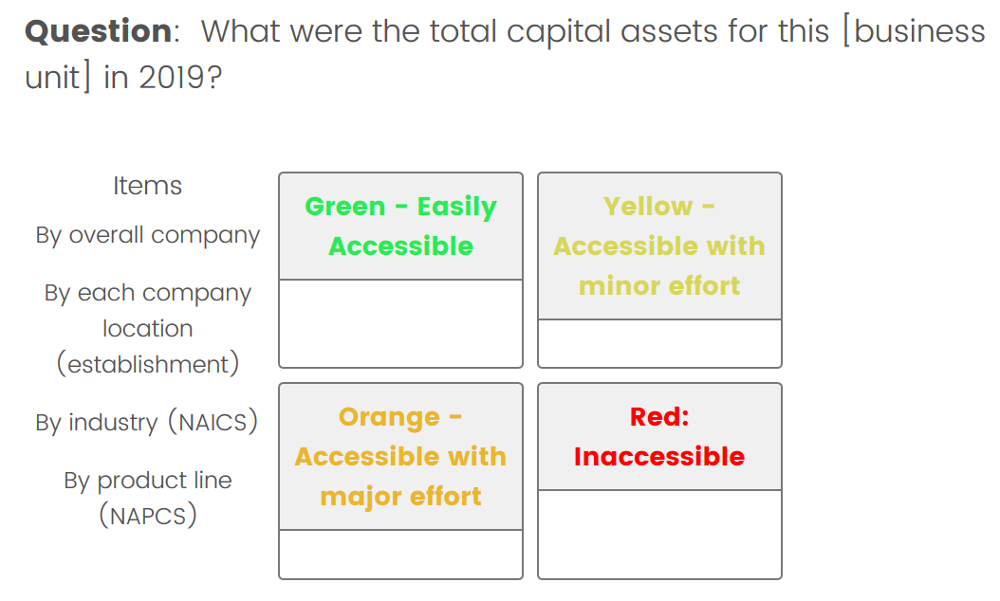 Question:  What were the total capital assets for this [business
unit] in 2019?
Items
By overall company
By each company
location
(establishment)
By industry (NAICS)
By product line
(NAPCS)
Green - Easily
Accessible
Yellow -
Accessible with
minor effort
Orange -
Accessible with
major effort
Red:
Inaccessible